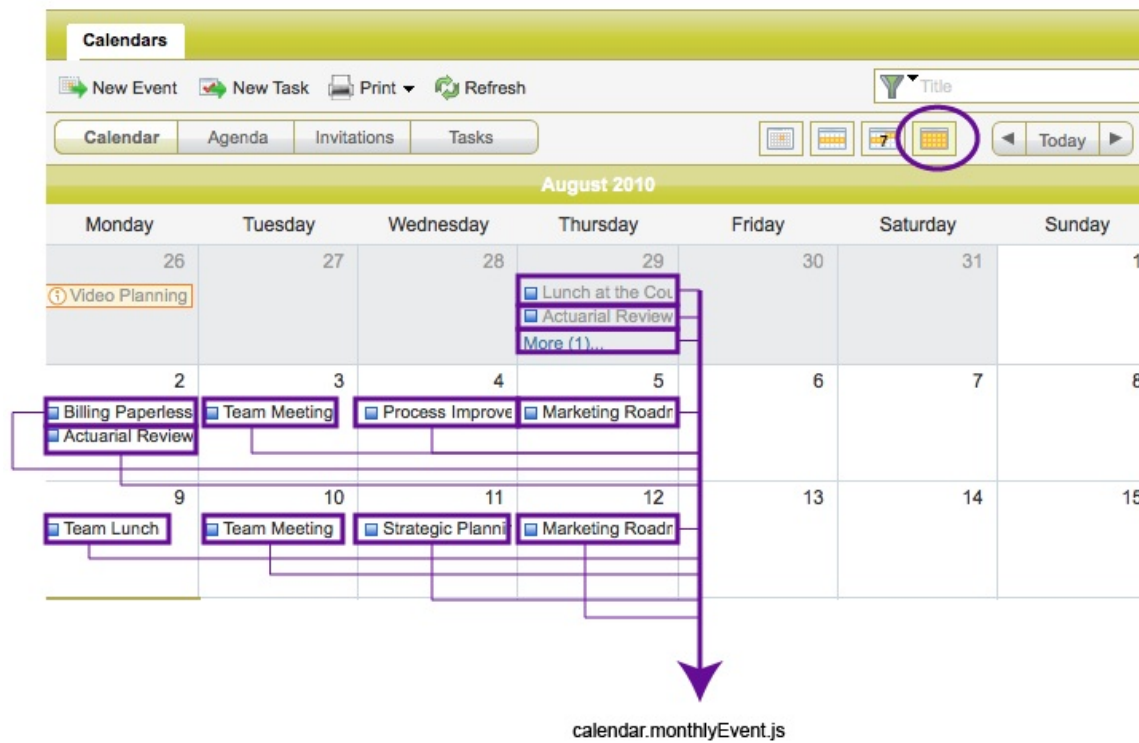 Calendars
New Event New Task Print Refresh Title
Calendar Agenda Invitations Tasks 7 Today
August 2010
Monday Tuesday Wednesday Thursday Friday Saturday Sunday
26 27 28 29 30 31 1
Video Planning Lunch at the Cou
Actuarial Review
More (1)...
2 3 4 5 6 7 8
Billing Paperless Team Meeting Process Improve Marketing Roadm
Actuarial Review
9 10 11 12 13 14 15
Team Lunch Team Meeting Strategic Plannin Marketing Roadm
calendar.monthlyEvent.js